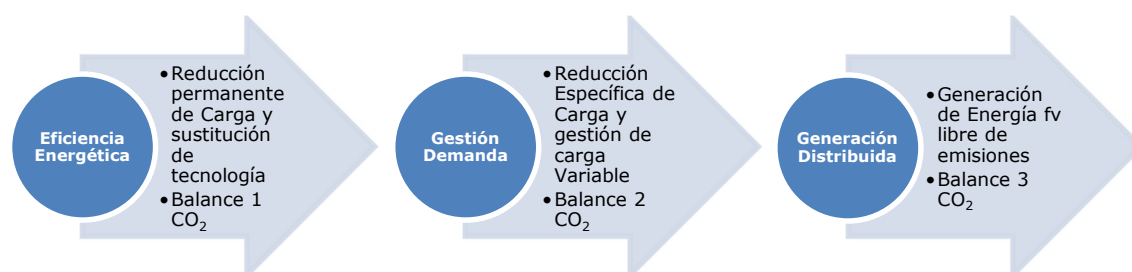 Eficiencia
Energética
•Reducción
permanente
de Carga y
sustitución
de
tecnología
•Balance 1
CO₂
Gestión
Demanda
•Reducción
Específica de
Carga y
gestión de
carga
Variable
•Balance 2
CO₂
Generación
Distribuida
•Generación
de Energía fv
libre de
emisiones
•Balance 3
CO₂